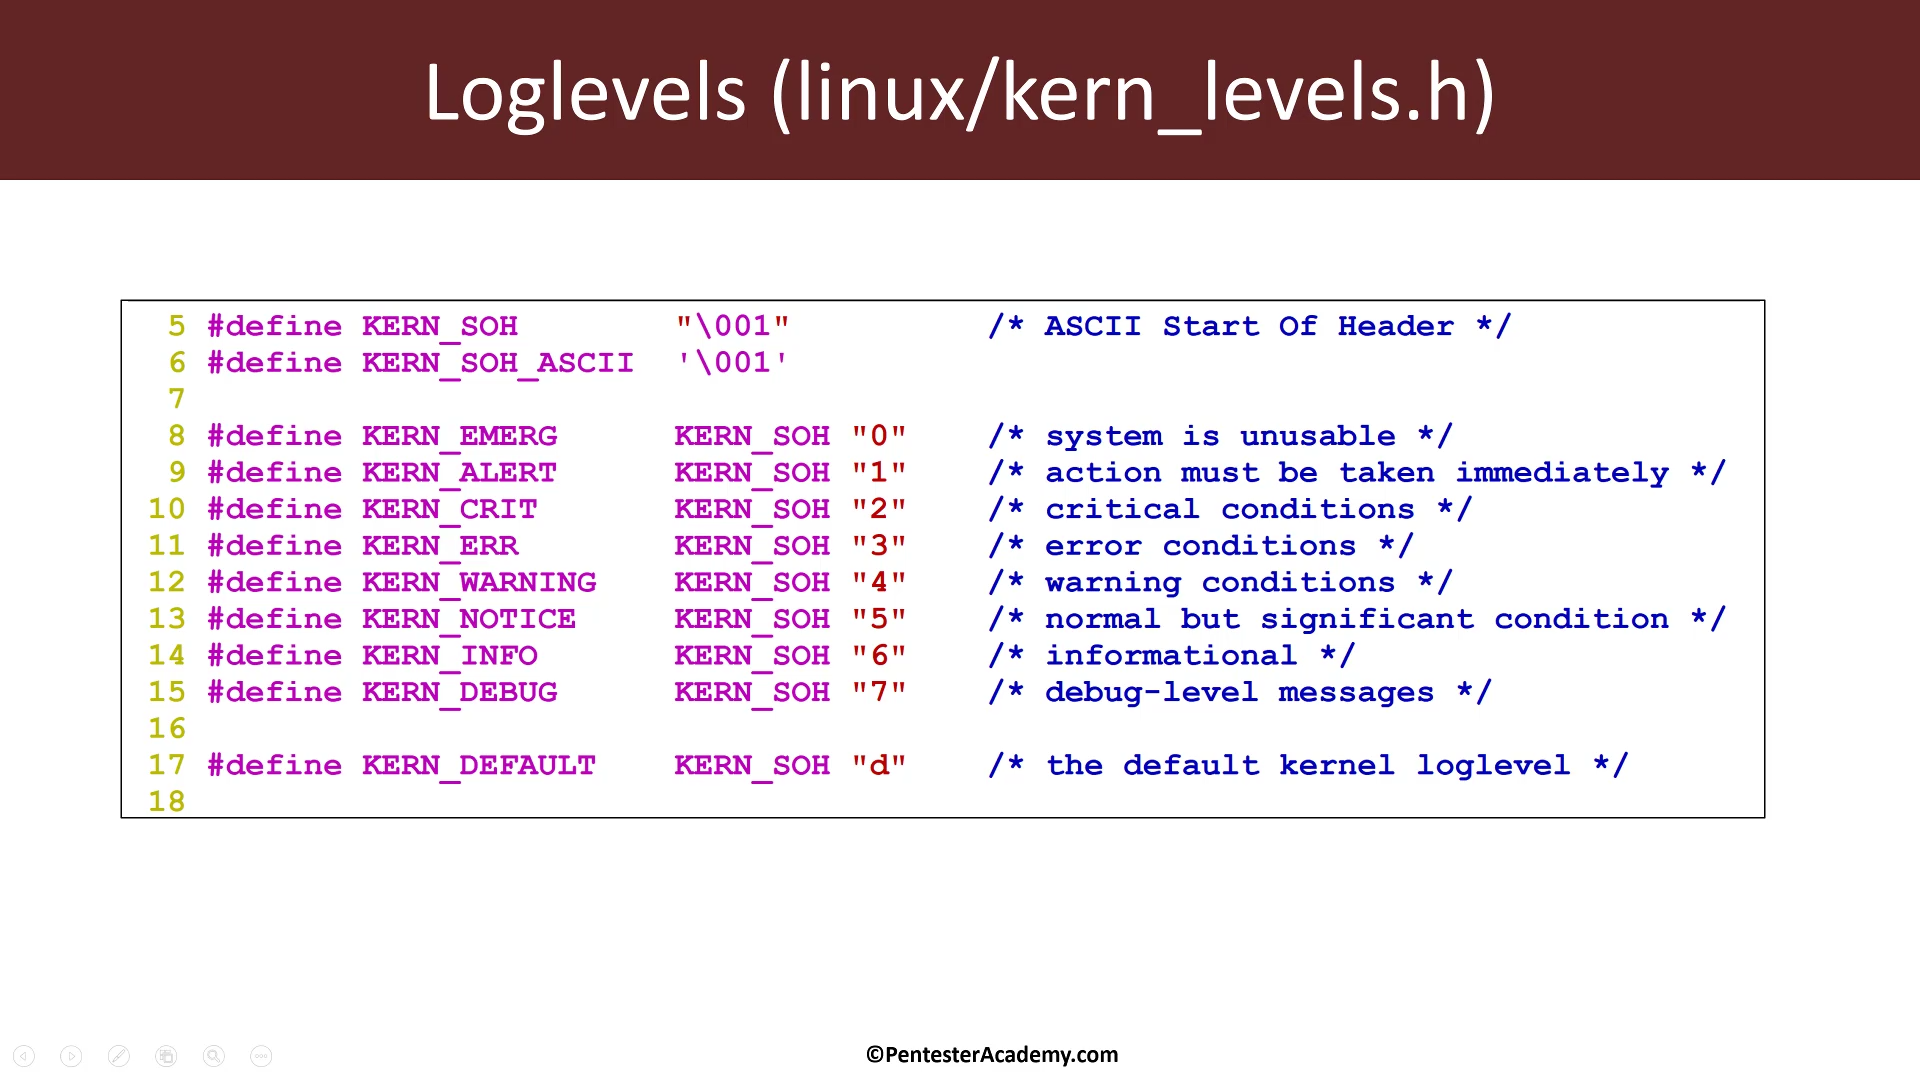 Loglevels (linux/kern_levels.h)
5 #define KERN_SOH "\001" /* ASCII Start Of Header */
6 #define KERN_SOH_ASCII '\001'
7
8 #define KERN_EMERG KERN_SOH "0" /* system is unusable */
9 #define KERN_ALERT KERN_SOH "1" /* action must be taken immediately */
10 #define KERN_CRIT KERN_SOH "2" /* critical conditions */
11 #define KERN_ERR KERN_SOH "3" /* error conditions */
12 #define KERN_WARNING KERN_SOH "4" /* warning conditions */
13 #define KERN_NOTICE KERN_SOH "5" /* normal but significant condition */
14 #define KERN_INFO KERN_SOH "6" /* informational */
15 #define KERN_DEBUG KERN_SOH "7" /* debug-level messages */
16
17 #define KERN_DEFAULT KERN_SOH "d" /* the default kernel loglevel */
18
©PentesterAcademy.com